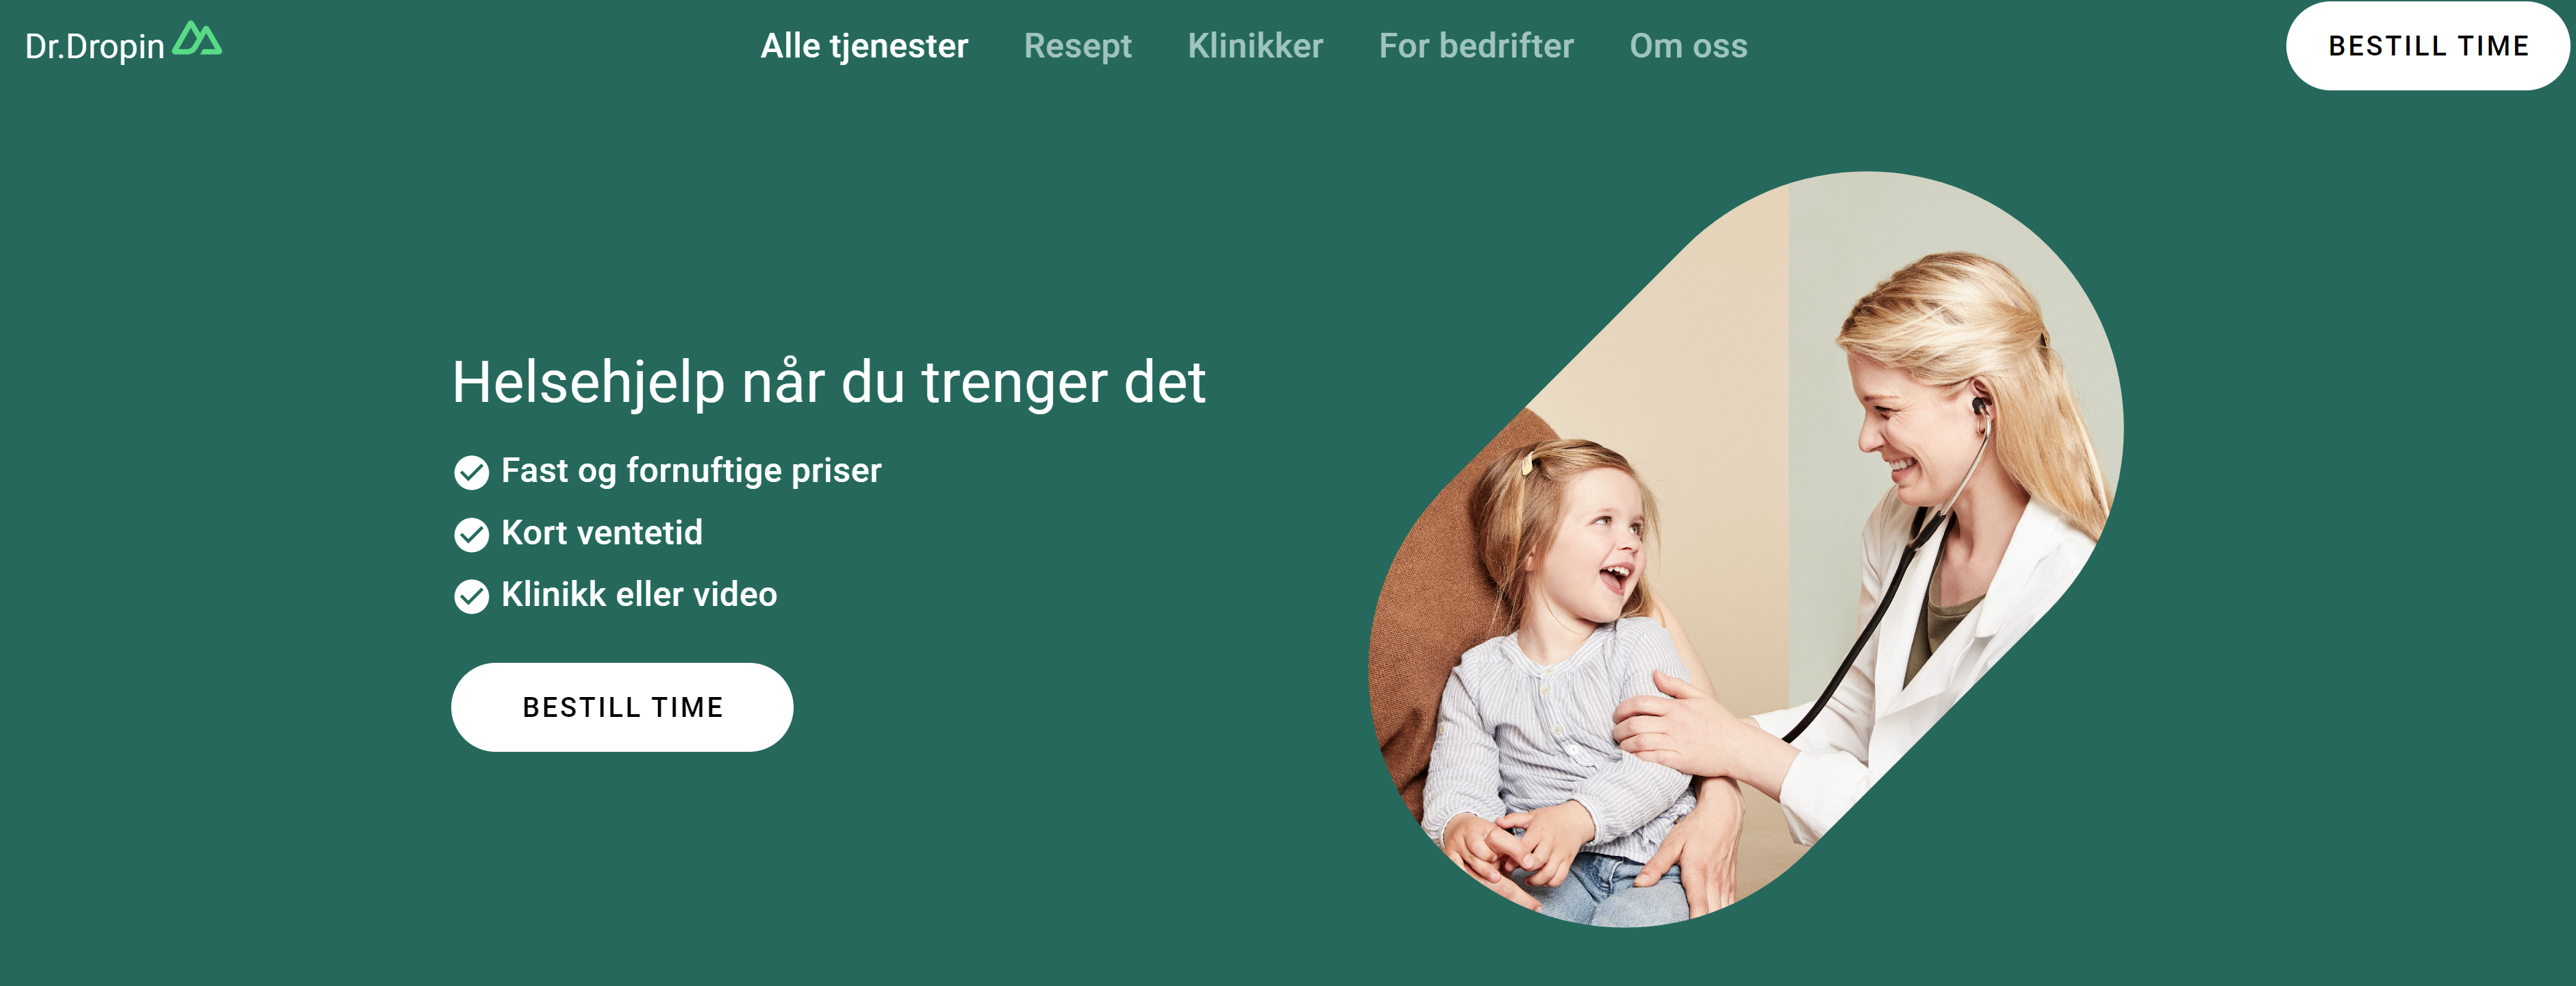 Dr.Dropin
Alle tjenester
Resept
Klinikker
For bedrifter
Om oss
BESTILL TIME
Helsehjelp når du trenger det
Fast og fornuftige priser
Kort ventetid
Klinikk eller video
BESTILL TIME